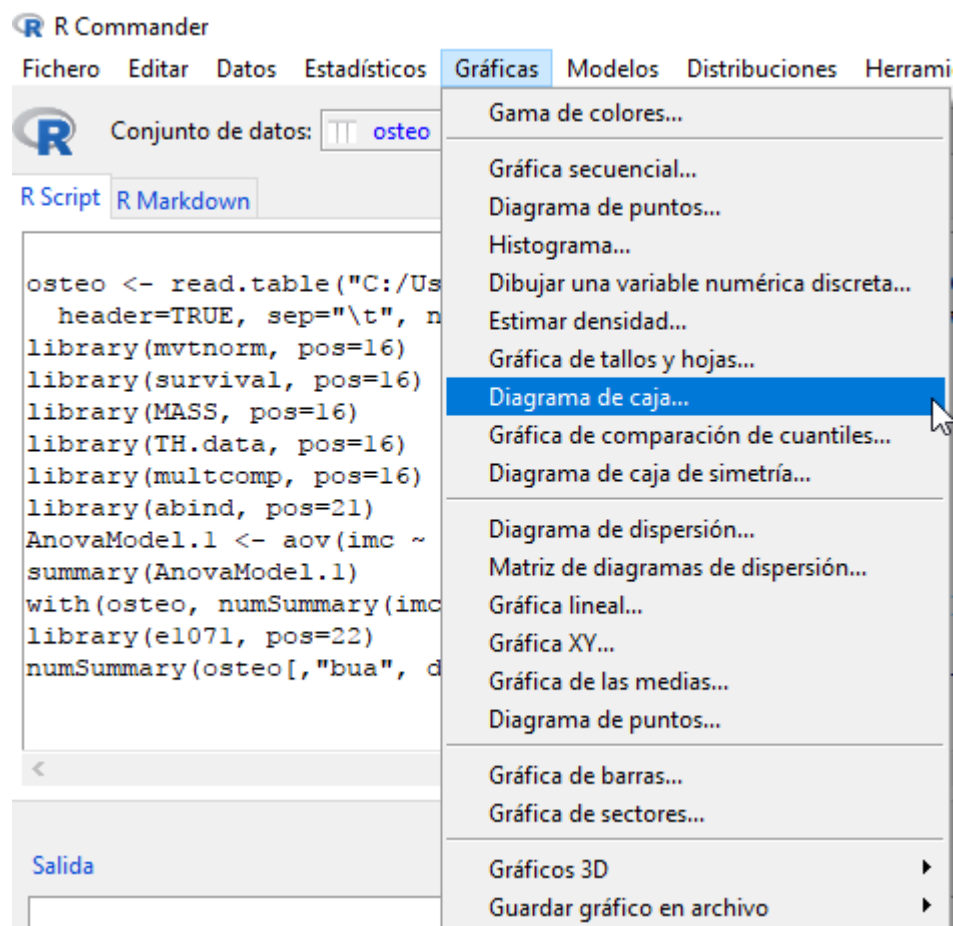 R Commander
Fichero Editar Datos Estadísticos Gráficas Modelos Distribuciones Herrami
Conjunto de datos: osteo
R Script R Markdown
osteo <- read.table("C:/Us
header=TRUE, sep="\t", n
library(mvtnorm, pos=16)
library(survival, pos=16)
library(MASS, pos=16)
library(TH.data, pos=16)
library(multcomp, pos=16)
library(abind, pos=21)
AnovaModel.1 <- aov(imc ~
summary(AnovaModel.1)
with(osteo, numSummary(imc
library(e1071, pos=22)
numSummary(osteo[,"bua", d
Salida
Gama de colores...
Gráfica secuencial...
Diagrama de puntos...
Histograma...
Dibujar una variable numérica discreta...
Estimar densidad...
Gráfica de tallos y hojas...
Diagrama de caja...
Gráfica de comparación de cuantiles...
Diagrama de caja de simetría...
Diagrama de dispersión...
Matriz de diagramas de dispersión...
Gráfica lineal...
Gráfica XY...
Gráfica de las medias...
Diagrama de puntos...
Gráfica de barras...
Gráfica de sectores...
Gráficos 3D
Guardar gráfico en archivo